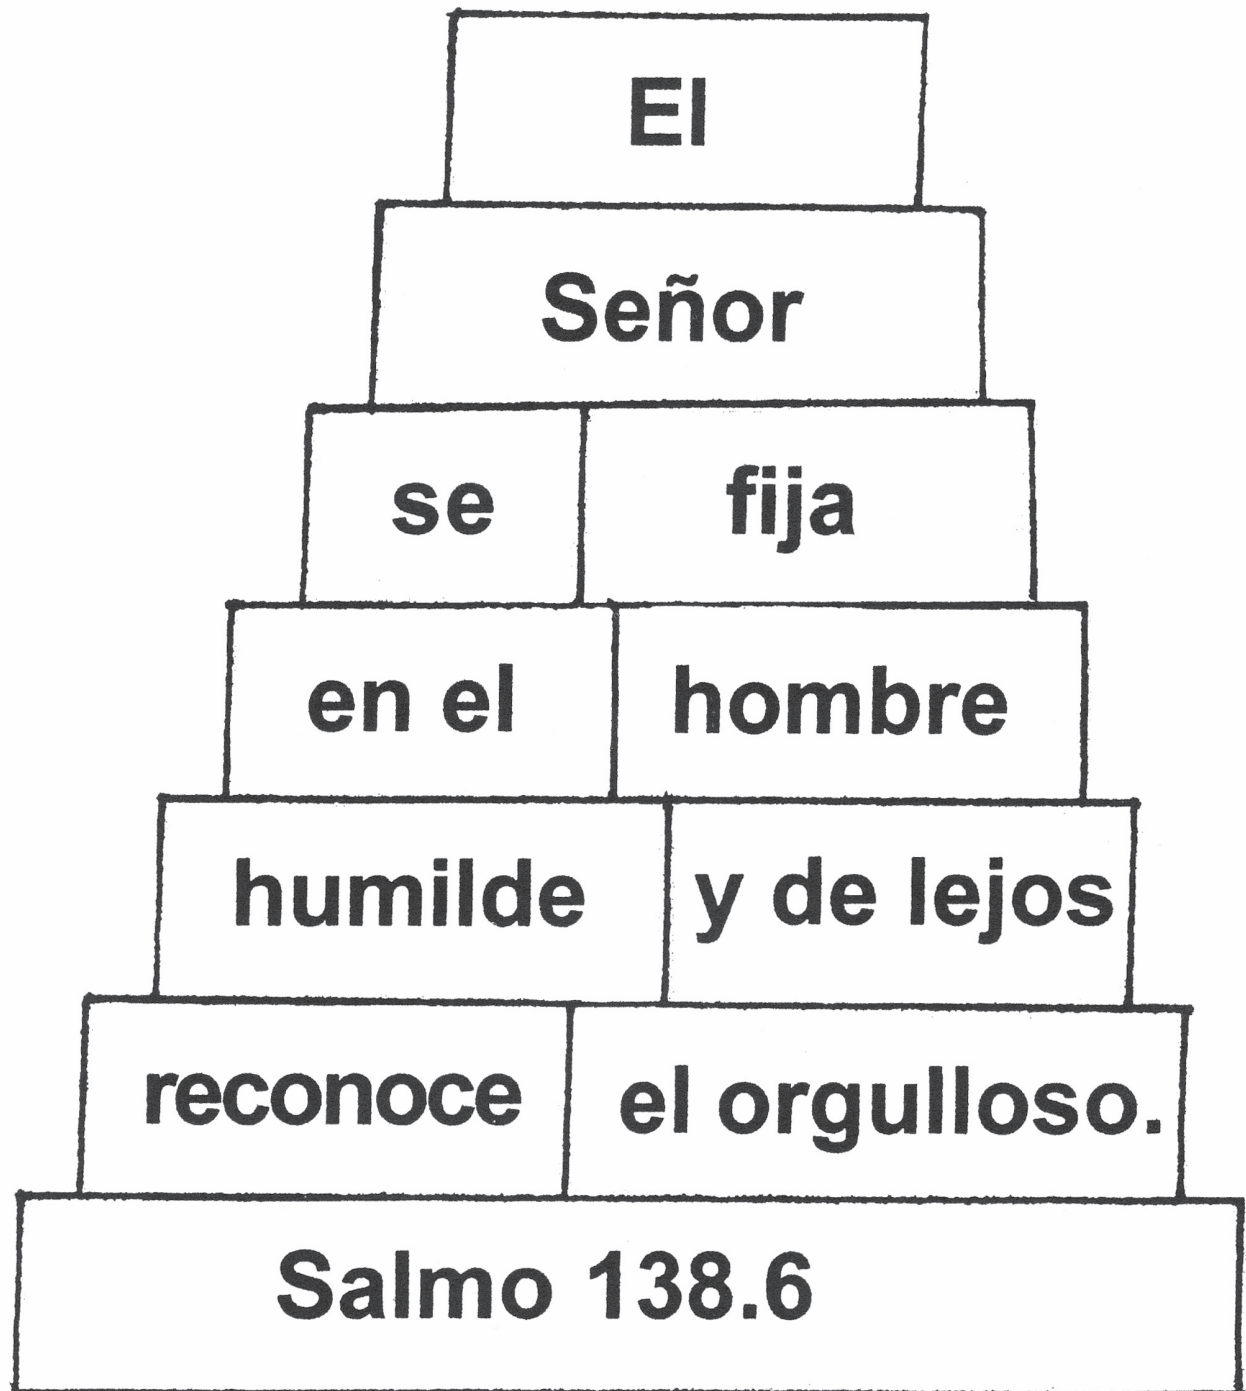 El
Señor
se fija
en el hombre
humilde y de lejos
reconoce el orgulloso.
Salmo 138.6